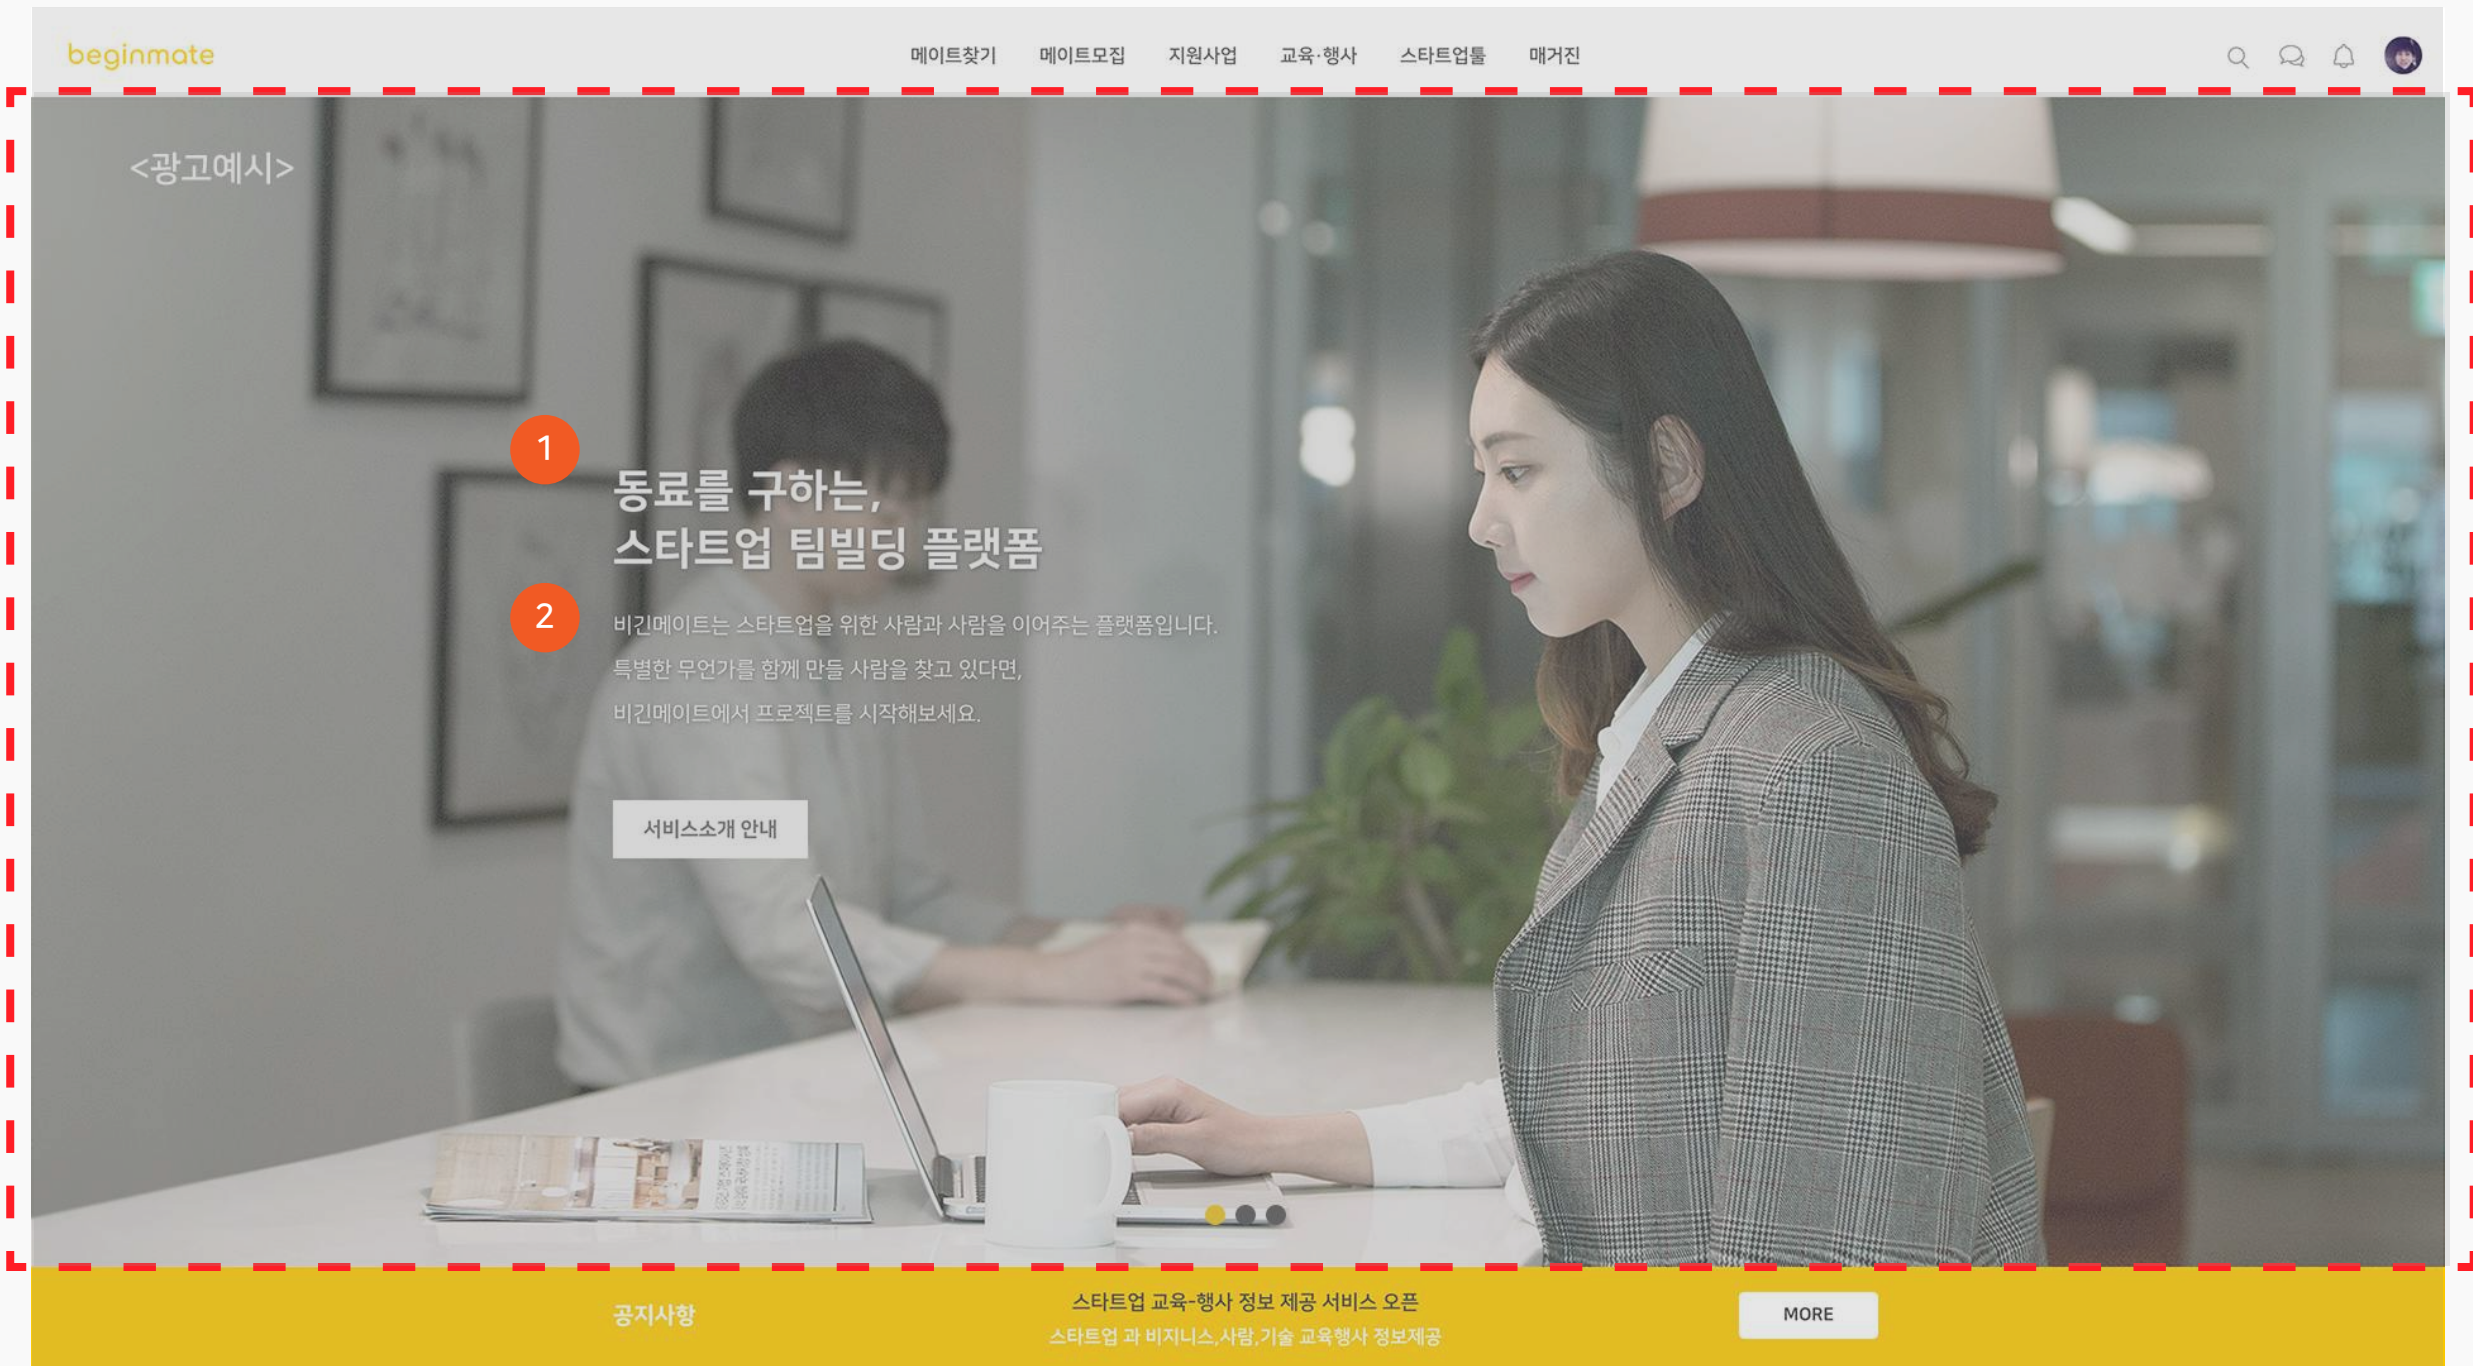 beginmate
메이트찾기 메이트모집 지원사업 교육·행사 스타트업툴 매거진
<광고예시>
1
동료를 구하는,
스타트업 팀빌딩 플랫폼
2
비긴메이트는 스타트업을 위한 사람과 사람을 이어주는 플랫폼입니다.
특별한 무언가를 함께 만들 사람을 찾고 있다면,
비긴메이트에서 프로젝트를 시작해보세요.
서비스소개 안내
공지사항
스타트업 교육-행사 정보 제공 서비스 오픈
스타트업 과 비지니스,사람,기술 교육행사 정보제공
MORE